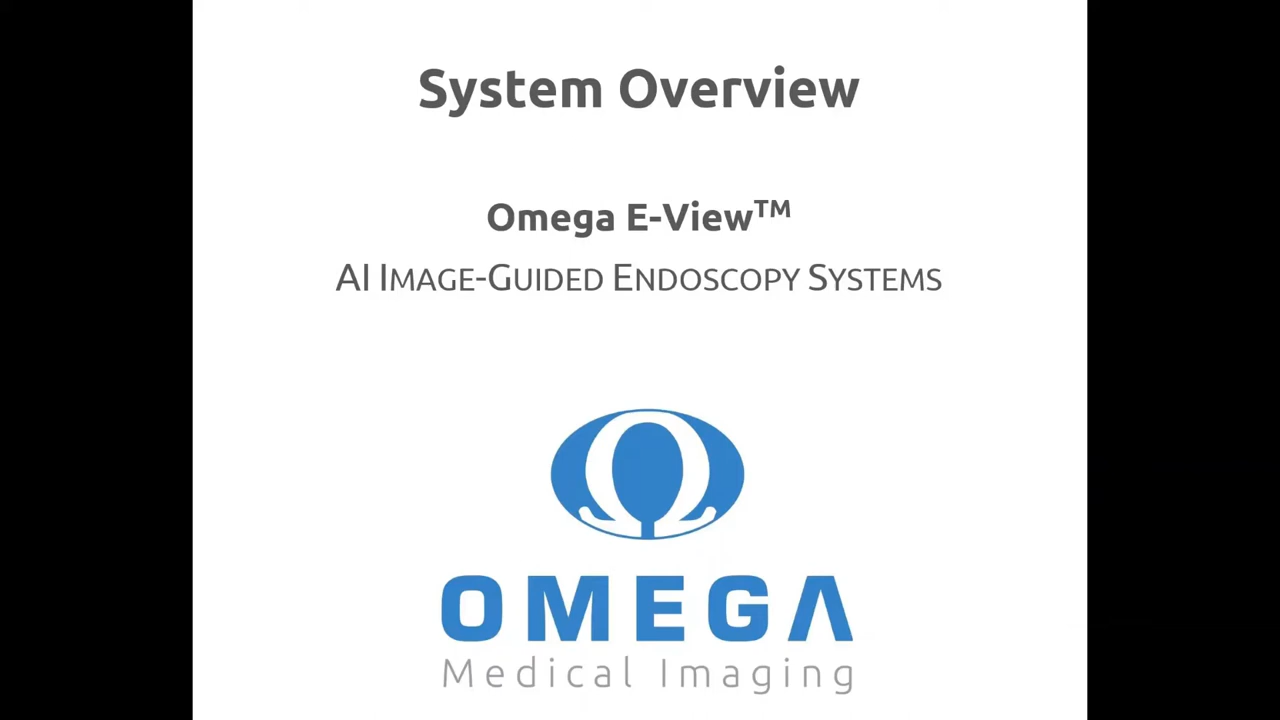 System Overview
Omega E-View™
AI IMAGE-GUIDED ENDOSCOPY SYSTEMS
Ω
OMEGA
Medical Imaging